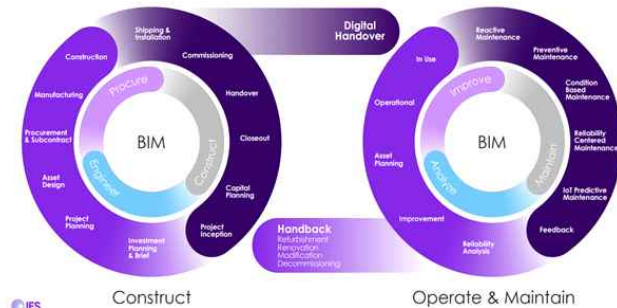 Shipping &
Installation
Construction
Commissioning
Manufacturing
Handover
Procurement
& Subcontract
Closeout
Asset
Design
Capital
Planning
Project
Planning
Project
Inception
Investment
Planning
& Brief
Procure
Construct
Engineer
BIM
Construct
Digital
Handover
Handback
Refurbishment
Renovation
Modification
Decommissioning
In Use
Reactive
Maintenance
Preventive
Maintenance
Operational
Condition
Based
Maintenance
Asset
Planning
Reliability
Centered
Maintenance
IoT Predictive
Maintenance
Improvement
Feedback
Reliability
Analysis
Improve
Maintain
Analyze
BIM
Operate & Maintain
IFS